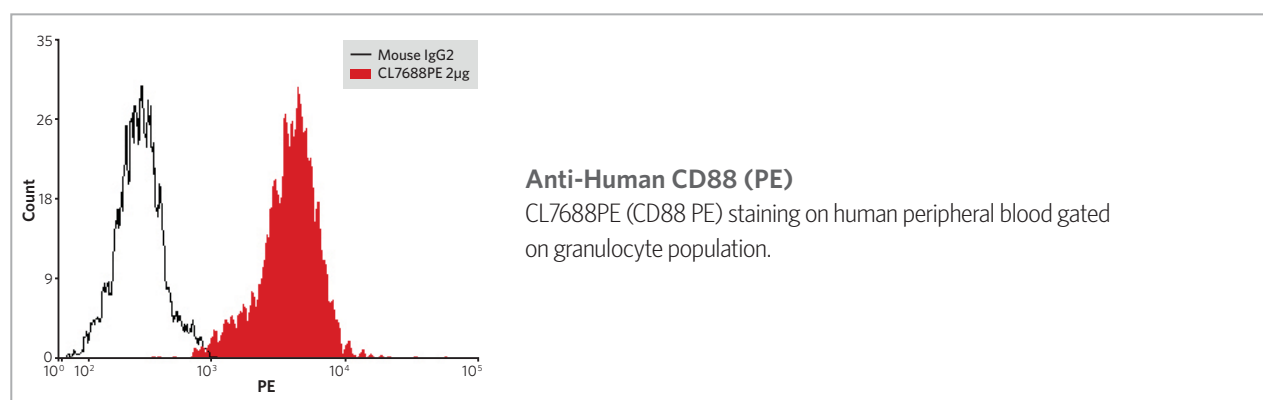 35
26
18
9
0
Count
10⁰ 10² 10³ 10⁴ 10⁵
PE
Mouse IgG2
CL7688PE 2µg
Anti-Human CD88 (PE)
CL7688PE (CD88 PE) staining on human peripheral blood gated
on granulocyte population.